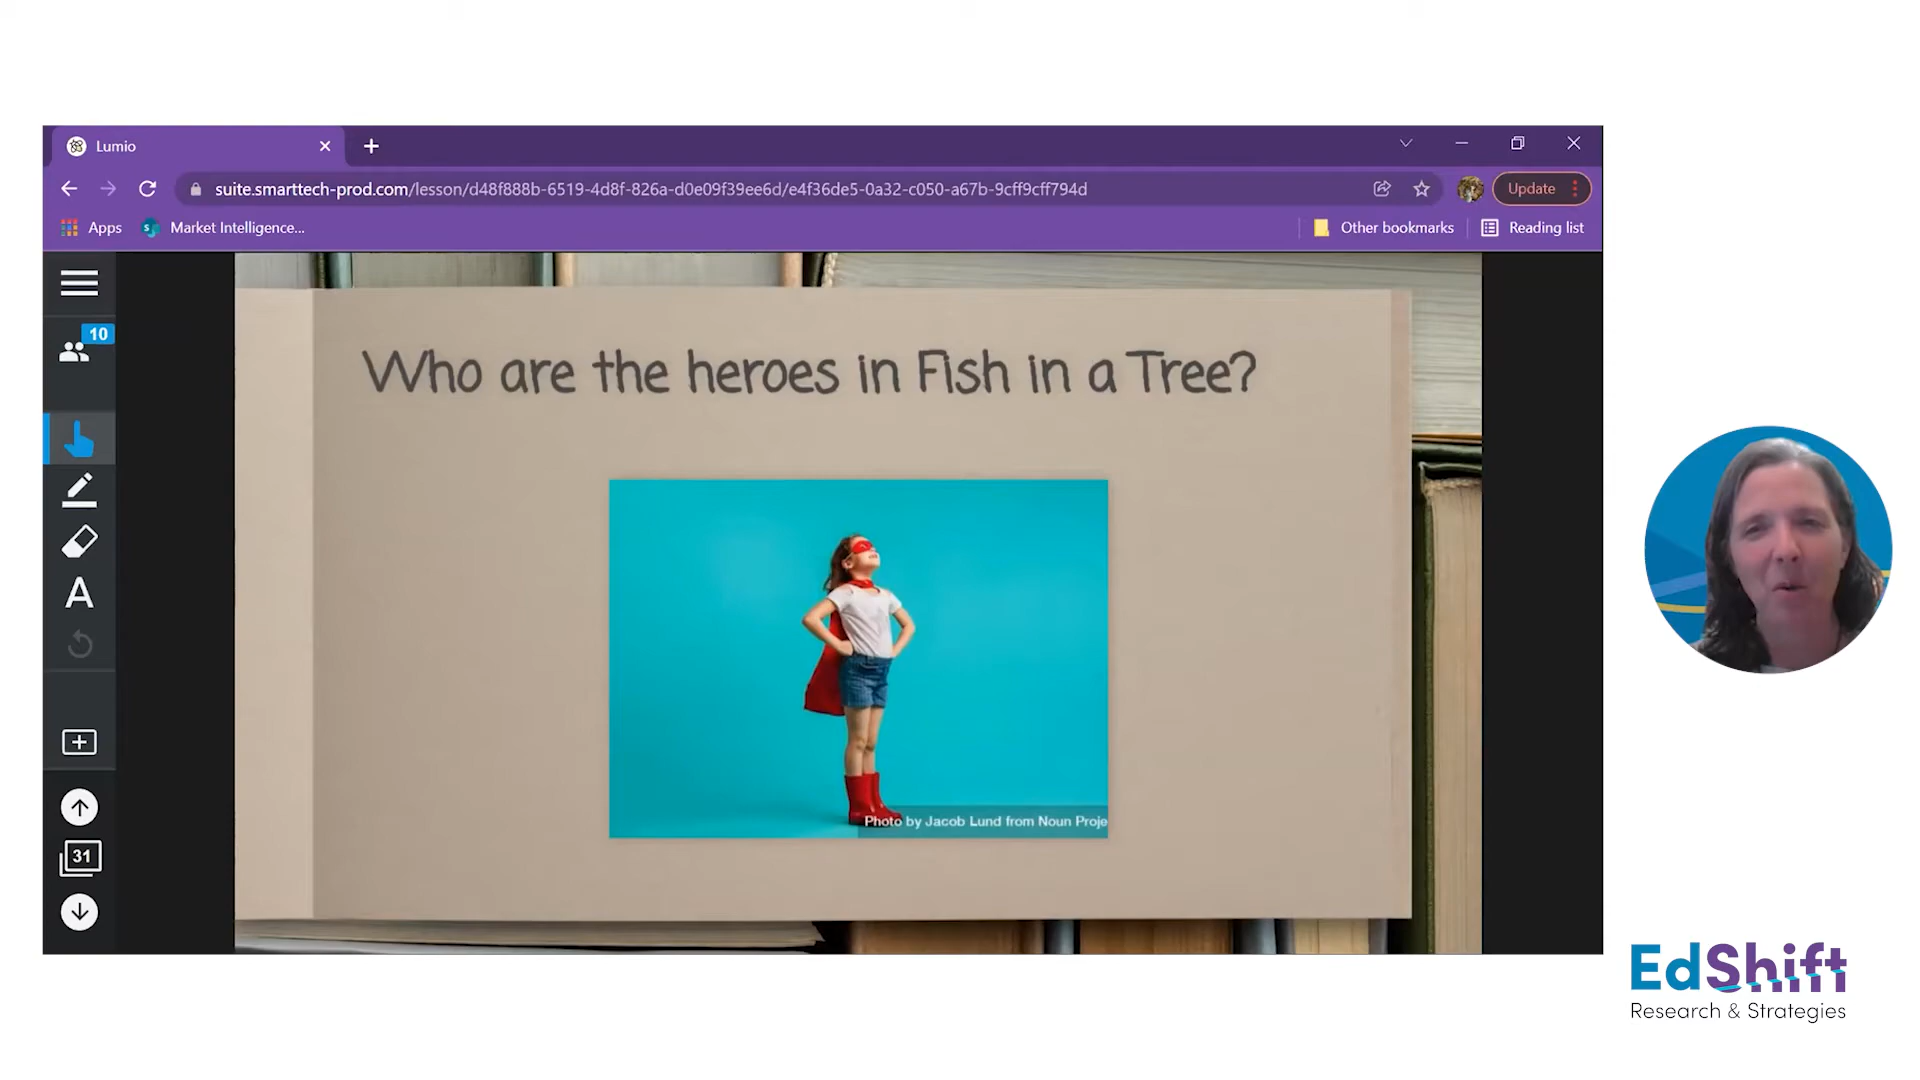 Lumio
suite.smarttech-prod.com/lesson/d48f888b-6519-4d8f-826a-d0e09f39ee6d/e4f36de5-0a32-c050-a67b-9cff9cff794d
Update
Apps
Market Intelligence...
Other bookmarks
Reading list
10
Who are the heroes in Fish in a Tree?
A
Photo by Jacob Lund from Noun Proje
31
EdShift
Research & Strategies